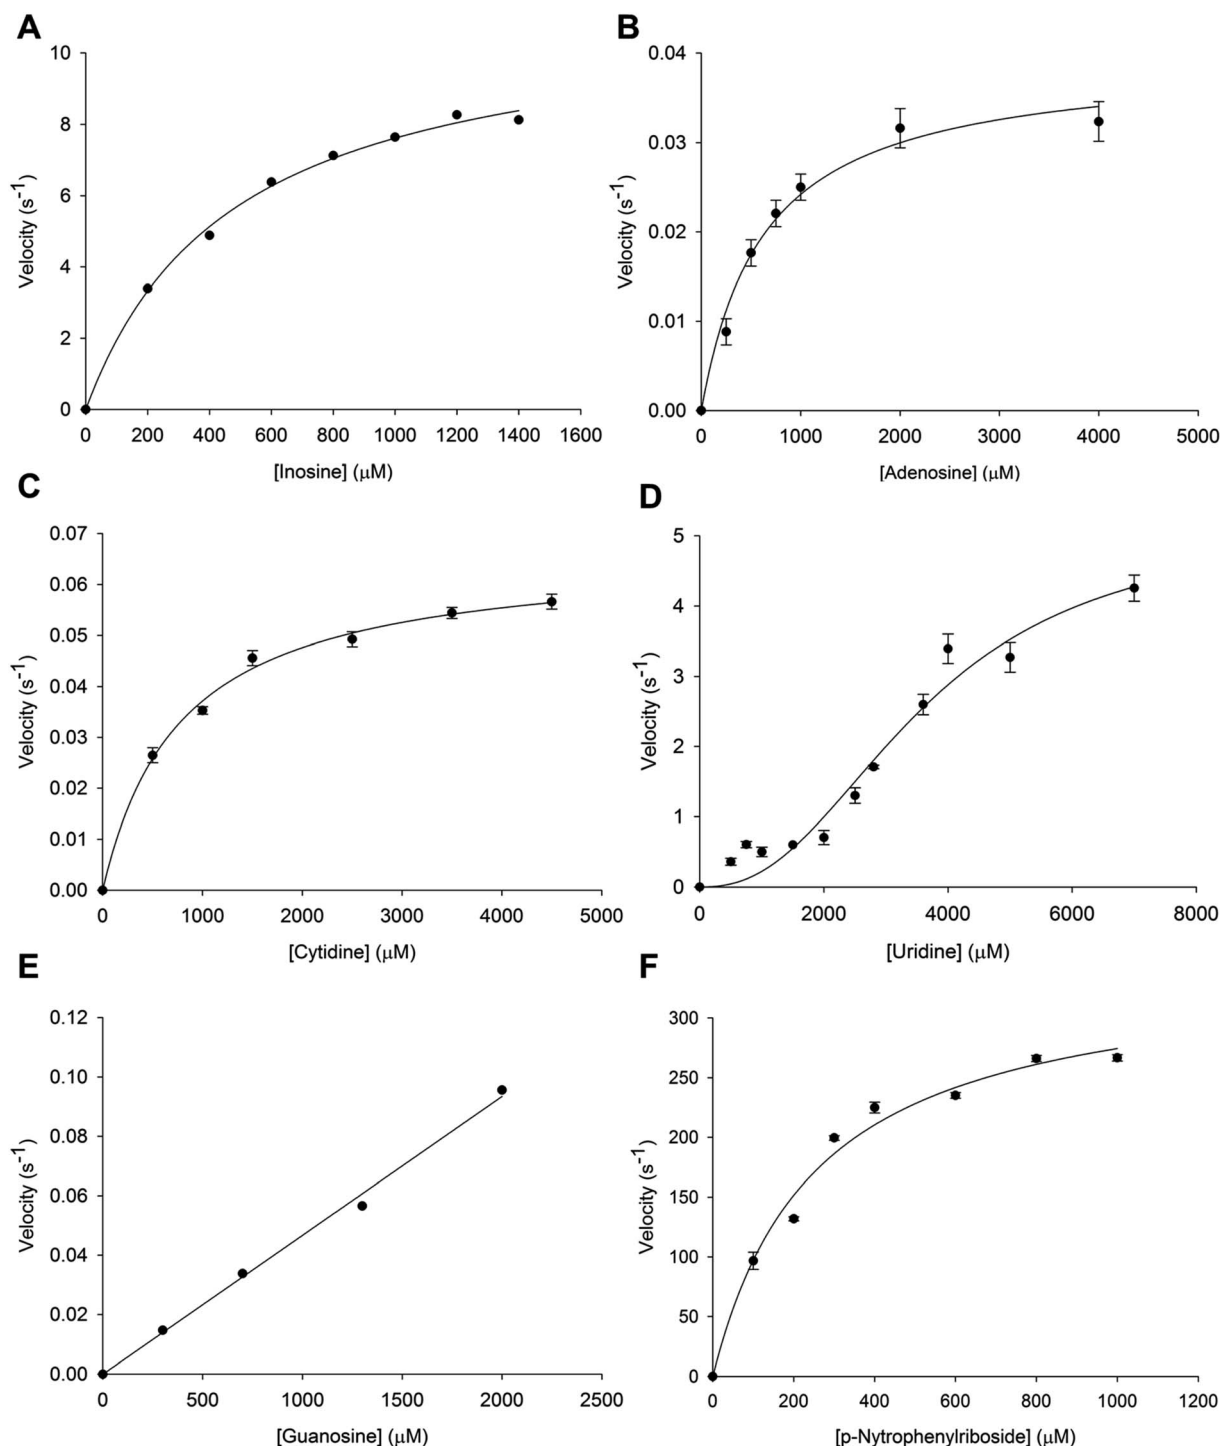 A
B
10
8
6
4
2
0
Velocity (s⁻¹)
0 200 400 600 800 1000 1200 1400 1600
[Inosine] (μM)
0.04
0.03
0.02
0.01
0.00
Velocity (s⁻¹)
0 1000 2000 3000 4000 5000
[Adenosine] (μM)
C
D
0.07
0.06
0.05
0.04
0.03
0.02
0.01
0.00
Velocity (s⁻¹)
0 1000 2000 3000 4000 5000
[Cytidine] (μM)
5
4
3
2
1
0
Velocity (s⁻¹)
0 2000 4000 6000 8000
[Uridine] (μM)
E
F
0.12
0.10
0.08
0.06
0.04
0.02
0.00
Velocity (s⁻¹)
0 500 1000 1500 2000 2500
[Guanosine] (μM)
300
250
200
150
100
50
0
Velocity (s⁻¹)
0 200 400 600 800 1000 1200
[p-Nytrophenylriboside] (μM)